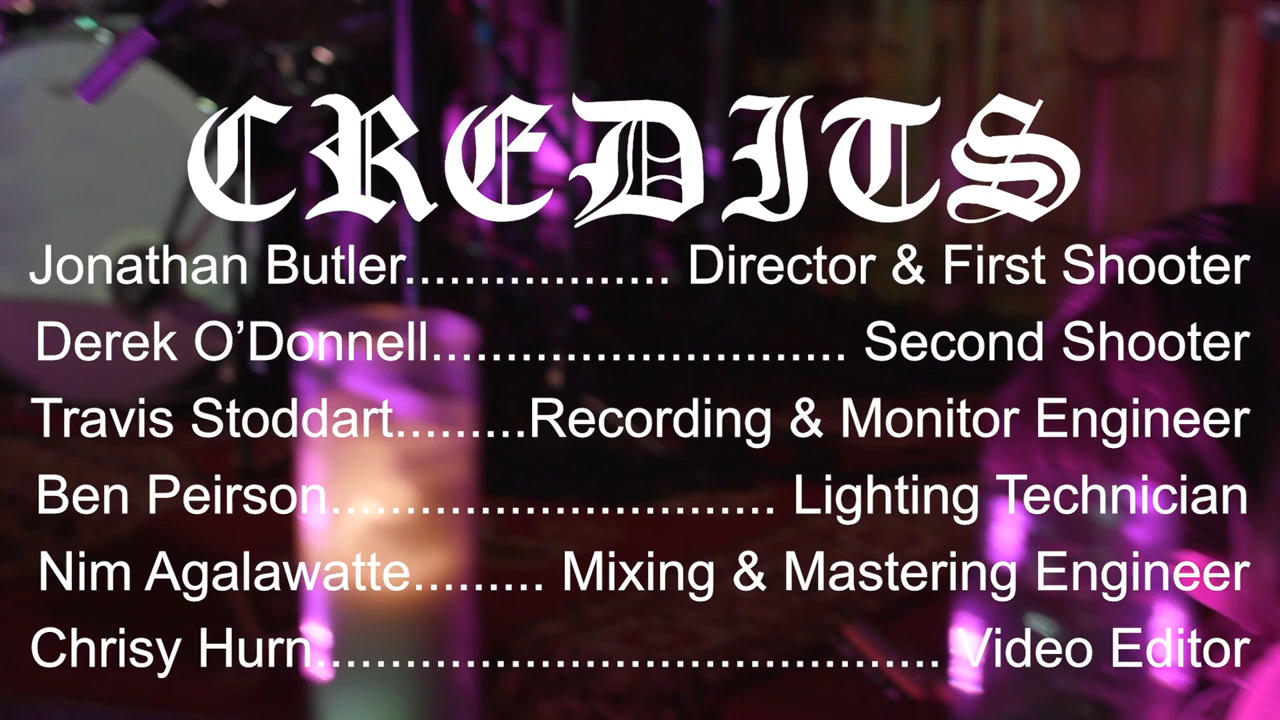 CREDITS
Jonathan Butler.................. Director & First Shooter
Derek O’Donnell............................ Second Shooter
Travis Stoddart.........Recording & Monitor Engineer
Ben Peirson.............................. Lighting Technician
Nim Agalawatte......... Mixing & Mastering Engineer
Chrisy Hurn.......................................... Video Editor